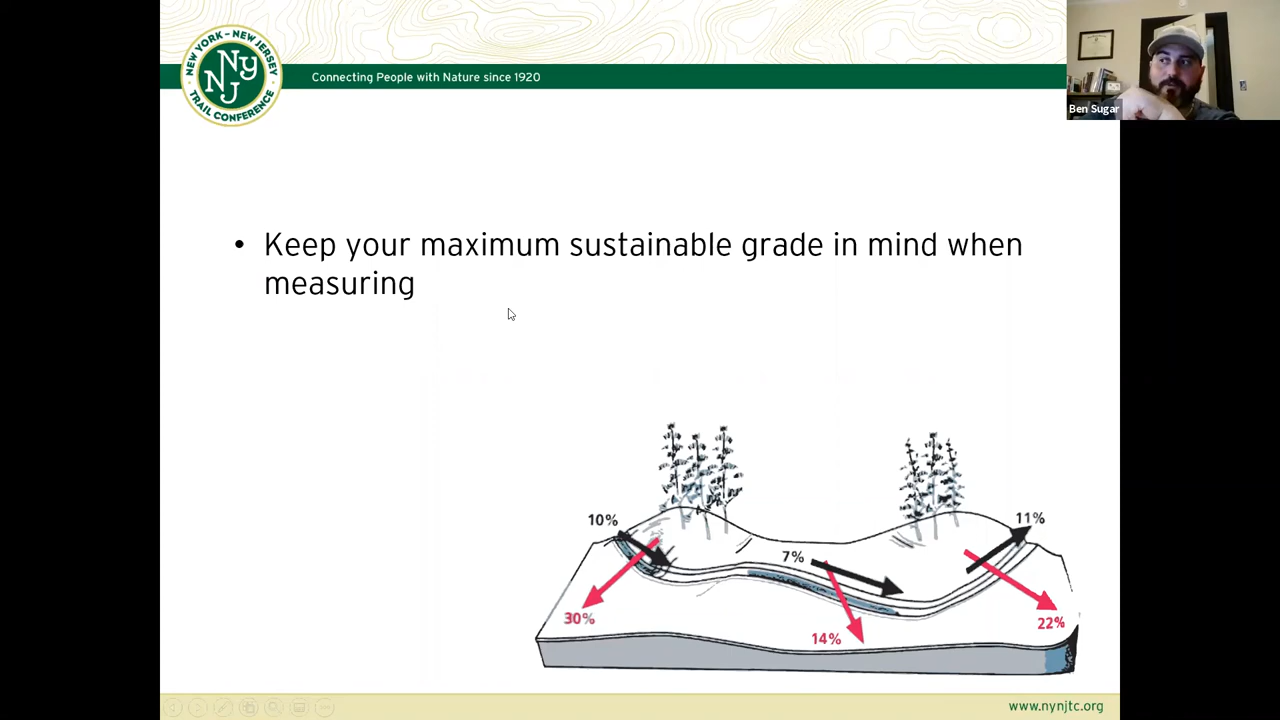 NEW YORK – NEW JERSEY
NY
NJ
TRAIL CONFERENCE
Connecting People with Nature since 1920
Ben Sugar
• Keep your maximum sustainable grade in mind when
measuring
10%
30%
7%
14%
11%
22%
www.nynjtc.org